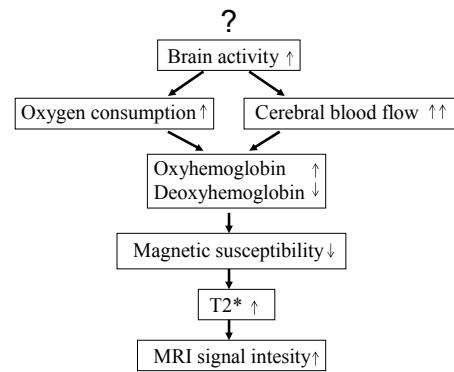 ?
Brain activity ↑
Oxygen consumption ↑
Cerebral blood flow ↑↑
Oxyhemoglobin ↑
Deoxyhemoglobin ↓
Magnetic susceptibility ↓
T2* ↑
MRI signal intesity ↑